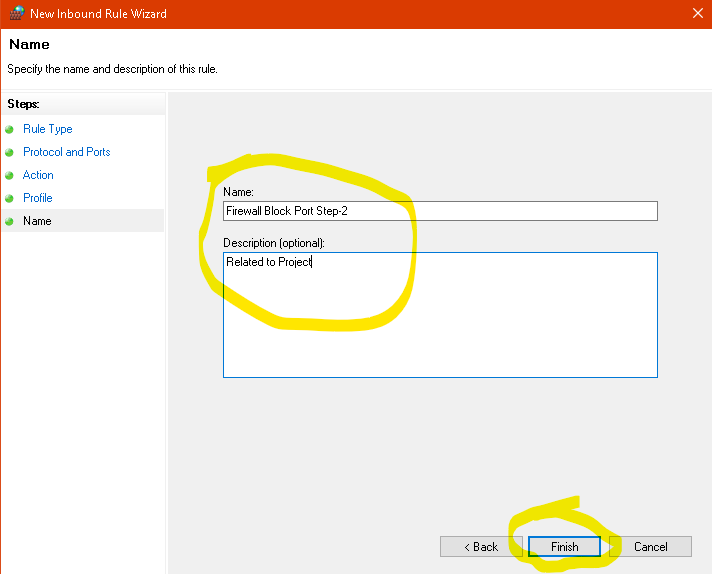 New Inbound Rule Wizard
Name
Specify the name and description of this rule.
Steps:
Rule Type
Protocol and Ports
Action
Profile
Name
Name:
Firewall Block Port Step-2
Description (optional):
Related to Project
< Back
Finish
Cancel